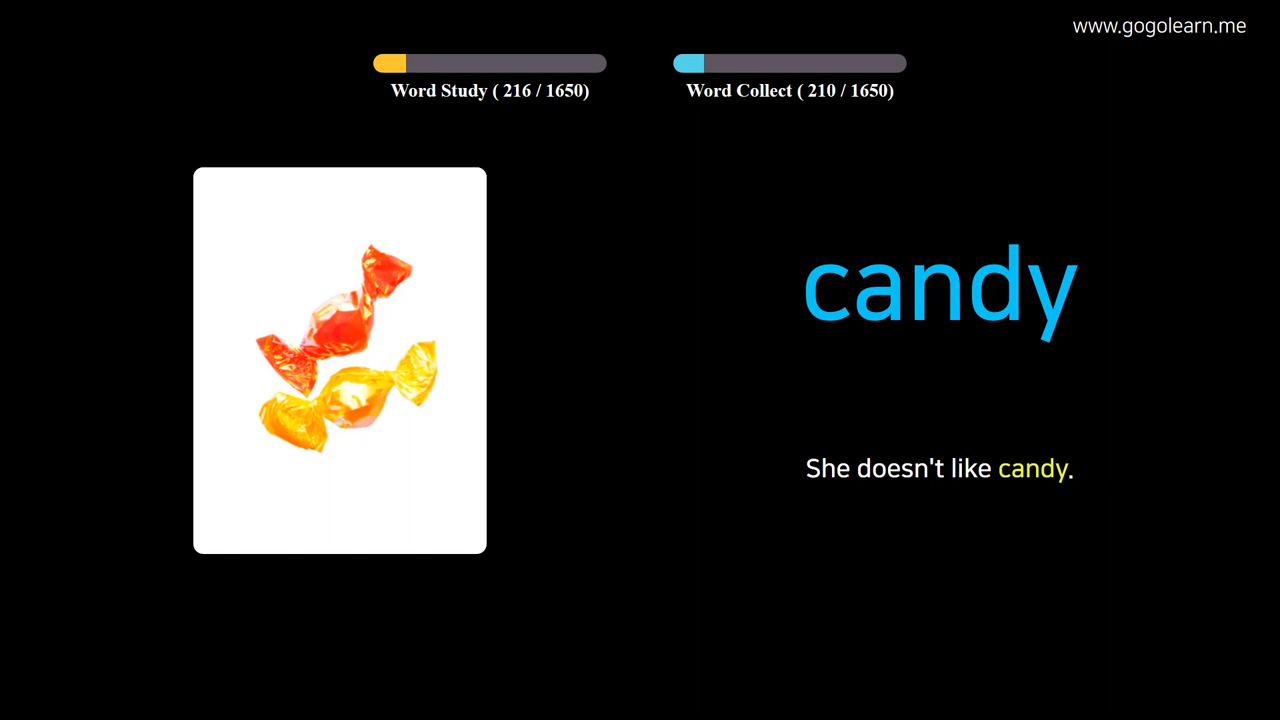 www.gogolearn.me
Word Study ( 216 / 1650)
Word Collect ( 210 / 1650)
candy
She doesn't like candy.